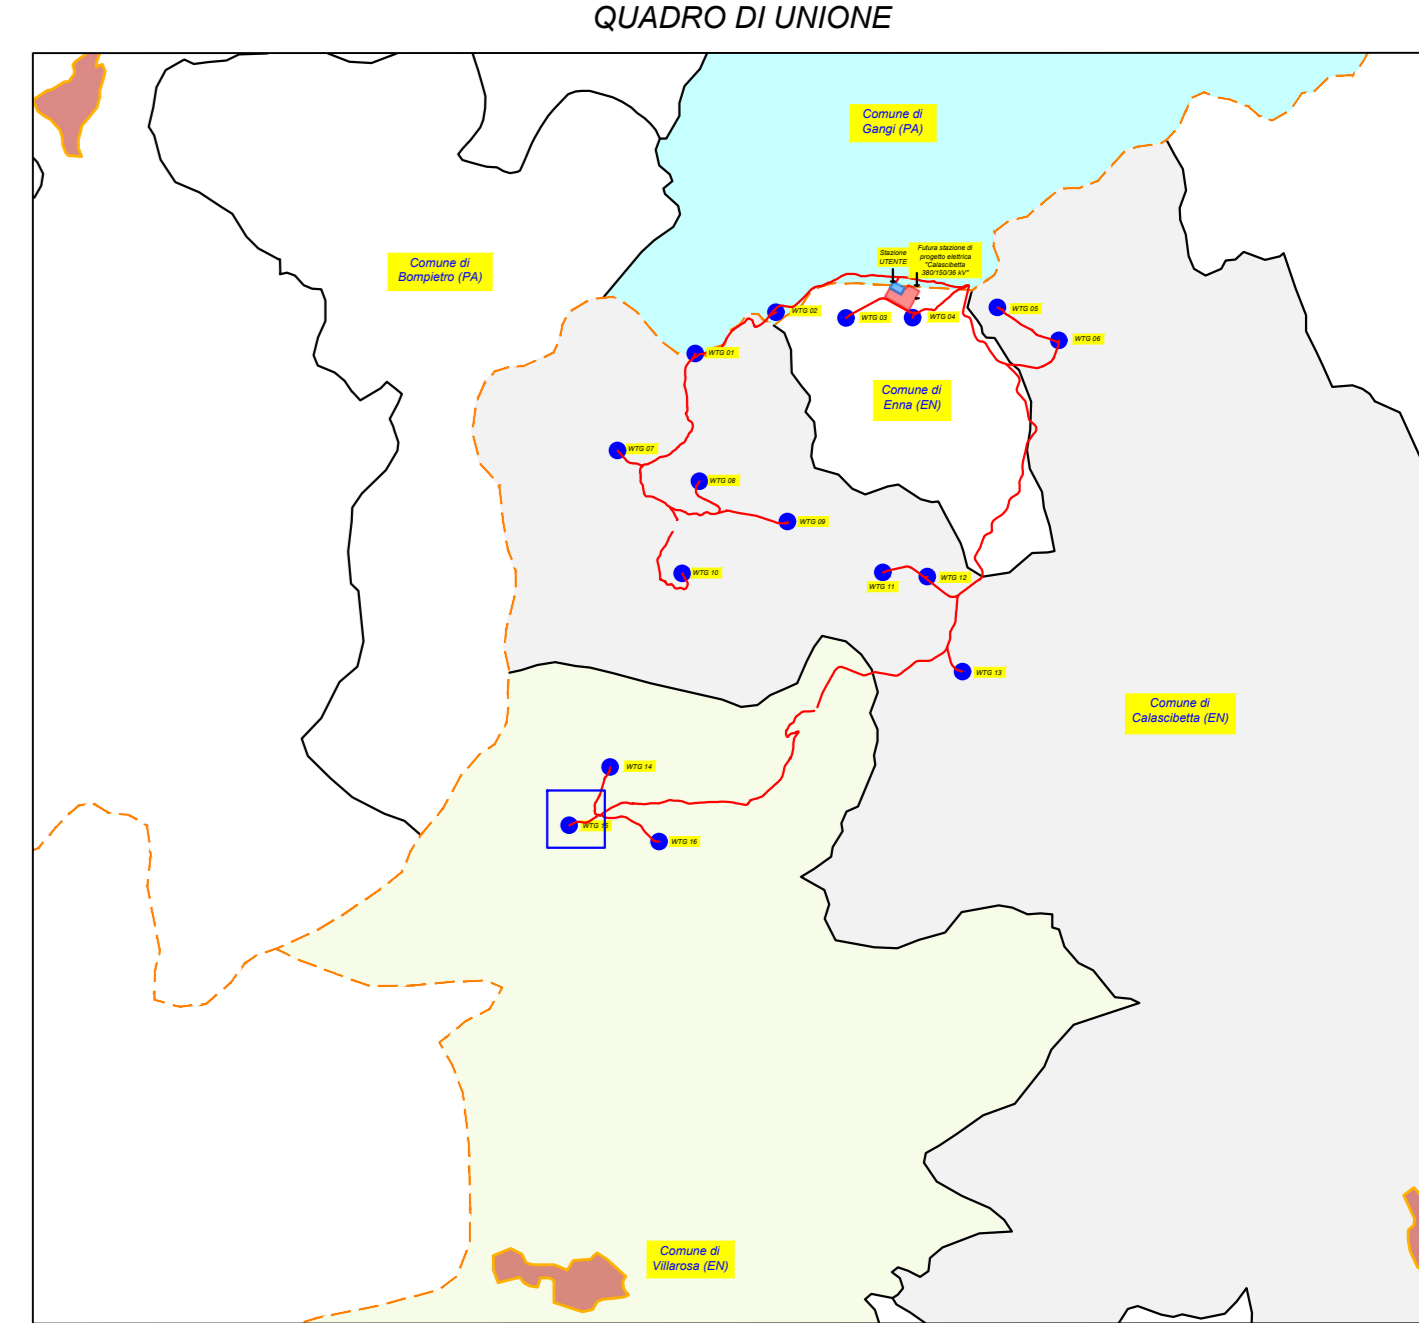 QUADRO DI UNIONE
Comune di
Gangi (PA)
Comune di
Bompietro (PA)
Stazione
UTENTE
Futura stazione di
progetto elettrica
"Calascibetta
380/150/36 kV"
WTG 02
WTG 03
WTG 04
WTG 05
WTG 06
WTG 01
Comune di
Enna (EN)
WTG 07
WTG 08
WTG 09
WTG 10
WTG 11
WTG 12
WTG 13
Comune di
Calascibetta (EN)
WTG 14
WTG 15
WTG 16
Comune di
Villarosa (EN)